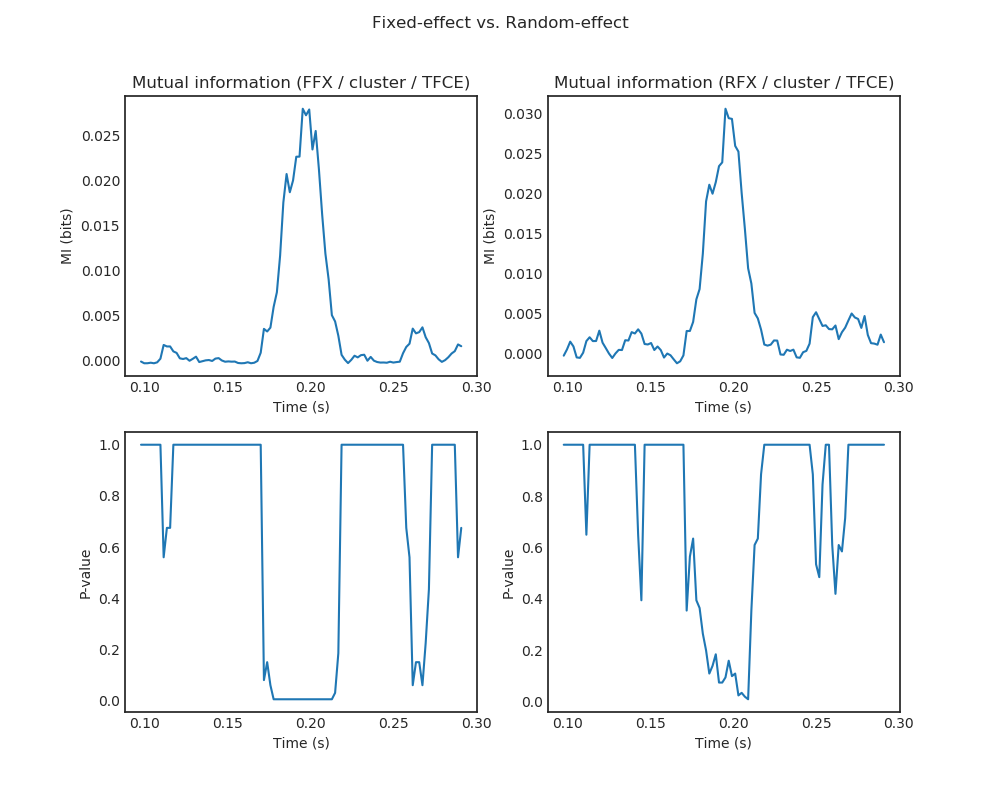 Fixed-effect vs. Random-effect
Mutual information (FFX / cluster / TFCE)
MI (bits)
0.025
0.020
0.015
0.010
0.005
0.000
0.10 0.15 0.20 0.25 0.30
Time (s)
Mutual information (RFX / cluster / TFCE)
MI (bits)
0.030
0.025
0.020
0.015
0.010
0.005
0.000
0.10 0.15 0.20 0.25 0.30
Time (s)
P-value
1.0
0.8
0.6
0.4
0.2
0.0
0.10 0.15 0.20 0.25 0.30
Time (s)
P-value
1.0
0.8
0.6
0.4
0.2
0.0
0.10 0.15 0.20 0.25 0.30
Time (s)